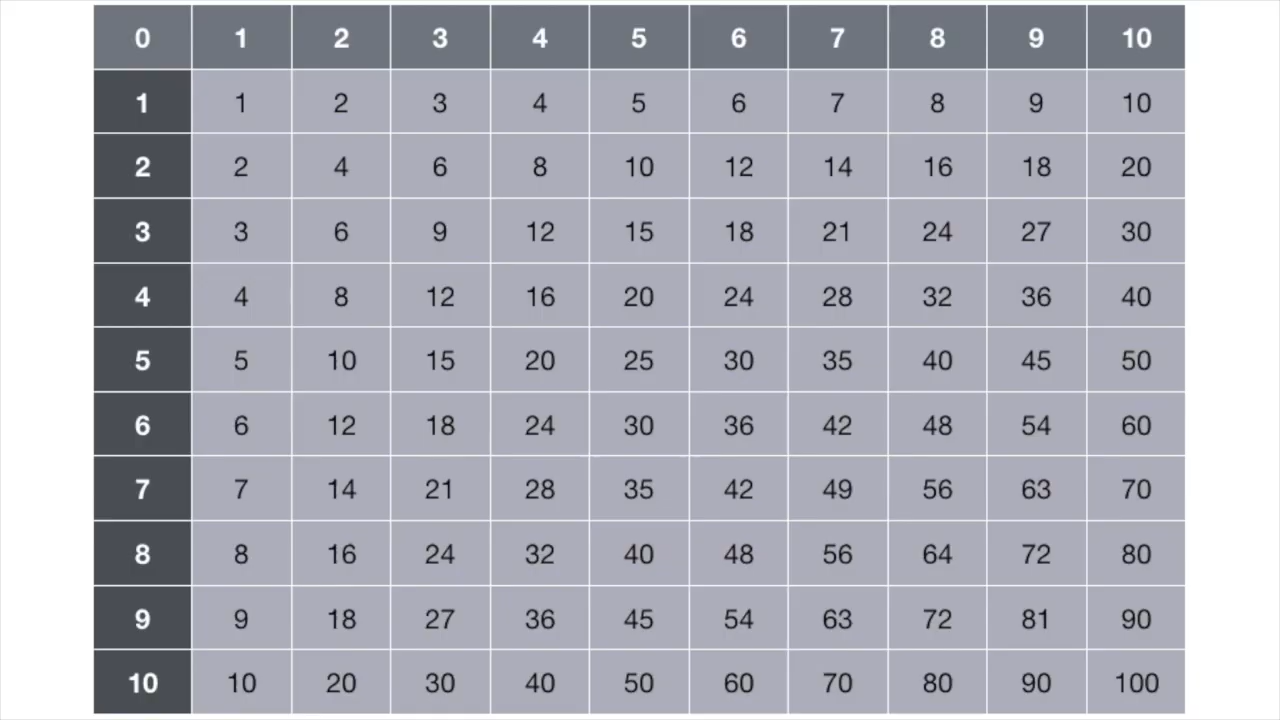 0 1 2 3 4 5 6 7 8 9 10
1 1 2 3 4 5 6 7 8 9 10
2 2 4 6 8 10 12 14 16 18 20
3 3 6 9 12 15 18 21 24 27 30
4 4 8 12 16 20 24 28 32 36 40
5 5 10 15 20 25 30 35 40 45 50
6 6 12 18 24 30 36 42 48 54 60
7 7 14 21 28 35 42 49 56 63 70
8 8 16 24 32 40 48 56 64 72 80
9 9 18 27 36 45 54 63 72 81 90
10 10 20 30 40 50 60 70 80 90 100